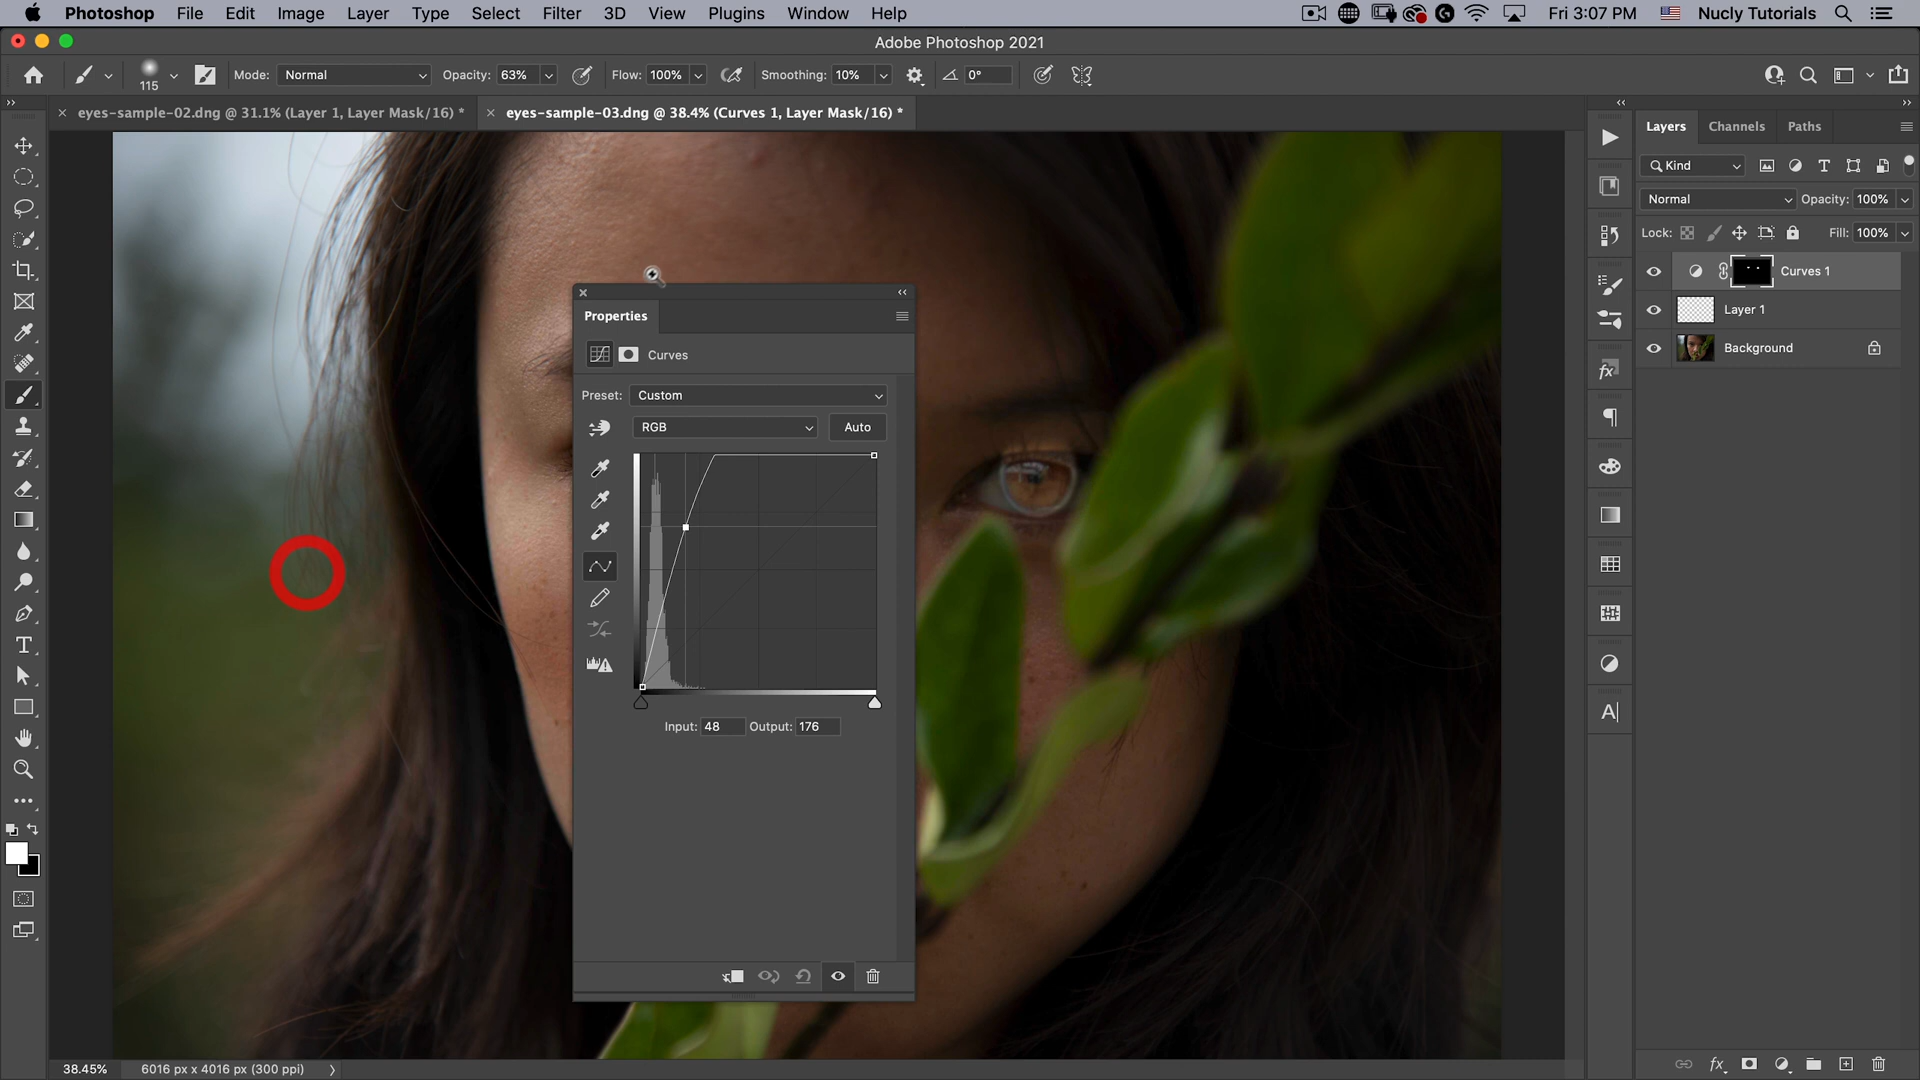 Photoshop File Edit Image Layer Type Select Filter 3D View Plugins Window Help Fri 3:07 PM Nucly Tutorials
Adobe Photoshop 2021
115 Mode: Normal Opacity: 63% Flow: 100% Smoothing: 10% 0°
eyes-sample-02.dng @ 31.1% (Layer 1, Layer Mask/16) * eyes-sample-03.dng @ 38.4% (Curves 1, Layer Mask/16) *
Layers Channels Paths
Kind
Normal Opacity: 100%
Lock: Fill: 100%
Curves 1
Layer 1
Background
Properties
Curves
Preset: Custom
RGB Auto
Input: 48 Output: 176
38.45% 6016 px x 4016 px (300 ppi)